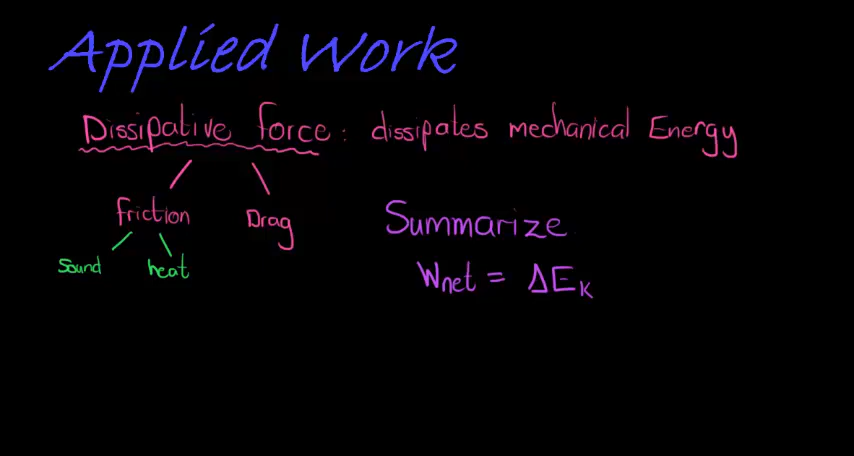 Applied Work
Dissipative force: dissipates mechanical Energy
friction Drag
Sound heat
Summarize
Wnet = ΔEK